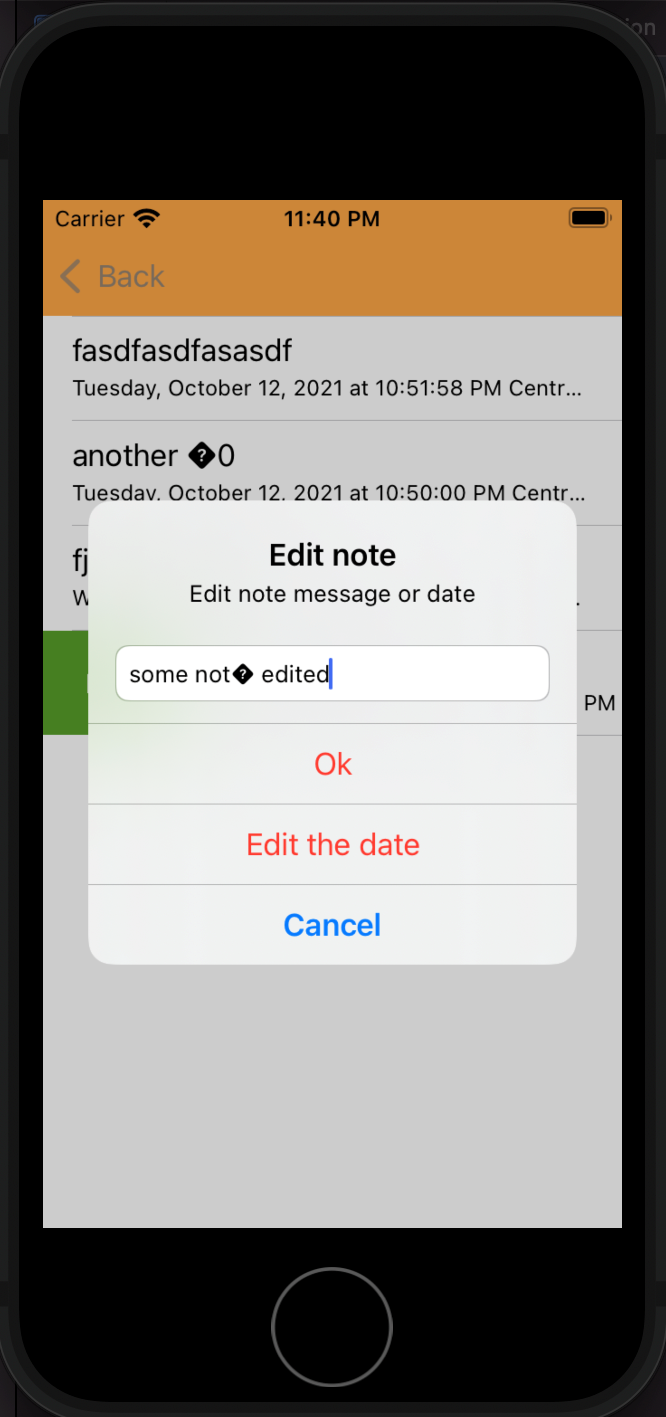 ion
Carrier 11:40 PM
Back
fasdfasdfasasdf
Tuesday, October 12, 2021 at 10:51:58 PM Centr...
another �0
Tuesday, October 12, 2021 at 10:50:00 PM Centr...
fj
W
.
PM
Edit note
Edit note message or date
some not� edited
Ok
Edit the date
Cancel